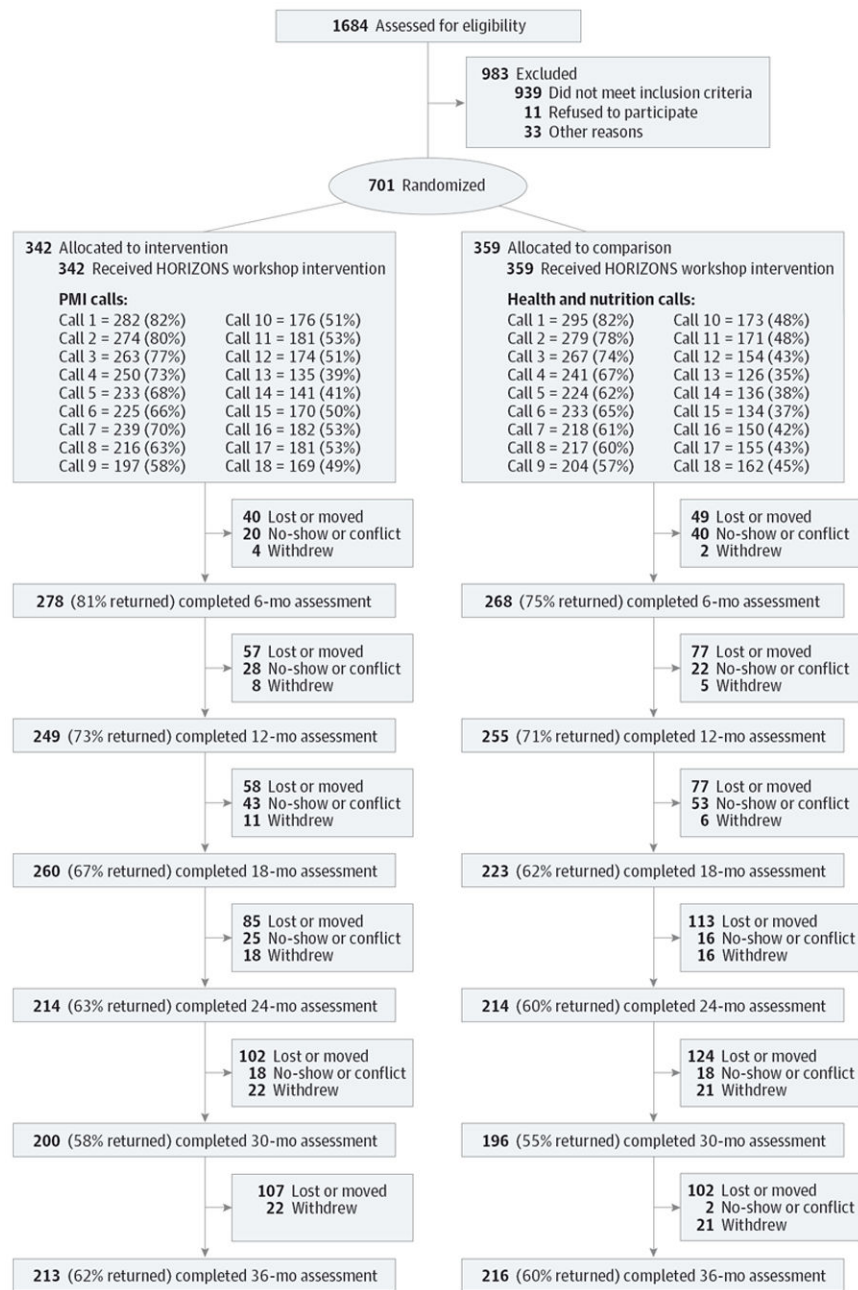 1684 Assessed for eligibility
983 Excluded
939 Did not meet inclusion criteria
11 Refused to participate
33 Other reasons
701 Randomized
342 Allocated to intervention
342 Received HORIZONS workshop intervention
PMI calls:
Call 1 = 282 (82%)
Call 2 = 274 (80%)
Call 3 = 263 (77%)
Call 4 = 250 (73%)
Call 5 = 233 (68%)
Call 6 = 225 (66%)
Call 7 = 239 (70%)
Call 8 = 216 (63%)
Call 9 = 197 (58%)
Call 10 = 176 (51%)
Call 11 = 181 (53%)
Call 12 = 174 (51%)
Call 13 = 135 (39%)
Call 14 = 141 (41%)
Call 15 = 170 (50%)
Call 16 = 182 (53%)
Call 17 = 181 (53%)
Call 18 = 169 (49%)
359 Allocated to comparison
359 Received HORIZONS workshop intervention
Health and nutrition calls:
Call 1 = 295 (82%)
Call 2 = 279 (78%)
Call 3 = 267 (74%)
Call 4 = 241 (67%)
Call 5 = 224 (62%)
Call 6 = 233 (65%)
Call 7 = 218 (61%)
Call 8 = 217 (60%)
Call 9 = 204 (57%)
Call 10 = 173 (48%)
Call 11 = 171 (48%)
Call 12 = 154 (43%)
Call 13 = 126 (35%)
Call 14 = 136 (38%)
Call 15 = 134 (37%)
Call 16 = 150 (42%)
Call 17 = 155 (43%)
Call 18 = 162 (45%)
40 Lost or moved
20 No-show or conflict
4 Withdrew
49 Lost or moved
40 No-show or conflict
2 Withdrew
278 (81% returned) completed 6-mo assessment
268 (75% returned) completed 6-mo assessment
57 Lost or moved
28 No-show or conflict
8 Withdrew
77 Lost or moved
22 No-show or conflict
5 Withdrew
249 (73% returned) completed 12-mo assessment
255 (71% returned) completed 12-mo assessment
58 Lost or moved
43 No-show or conflict
11 Withdrew
77 Lost or moved
53 No-show or conflict
6 Withdrew
260 (67% returned) completed 18-mo assessment
223 (62% returned) completed 18-mo assessment
85 Lost or moved
25 No-show or conflict
18 Withdrew
113 Lost or moved
16 No-show or conflict
16 Withdrew
214 (63% returned) completed 24-mo assessment
214 (60% returned) completed 24-mo assessment
102 Lost or moved
18 No-show or conflict
22 Withdrew
124 Lost or moved
18 No-show or conflict
21 Withdrew
200 (58% returned) completed 30-mo assessment
196 (55% returned) completed 30-mo assessment
107 Lost or moved
22 Withdrew
102 Lost or moved
2 No-show or conflict
21 Withdrew
213 (62% returned) completed 36-mo assessment
216 (60% returned) completed 36-mo assessment